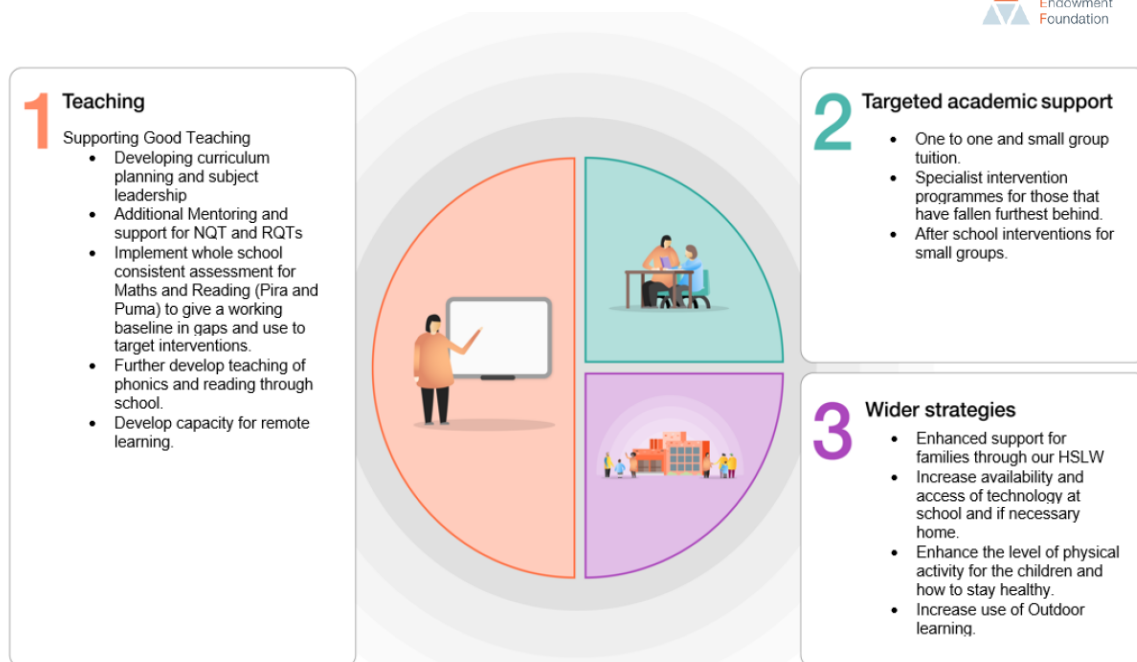 Endowment
Foundation
1
Teaching
Supporting Good Teaching
• Developing curriculum
planning and subject
leadership
• Additional Mentoring and
support for NQT and RQTs
• Implement whole school
consistent assessment for
Maths and Reading (Pira and
Puma) to give a working
baseline in gaps and use to
target interventions.
• Further develop teaching of
phonics and reading through
school.
• Develop capacity for remote
learning.
2
Targeted academic support
• One to one and small group
tuition.
• Specialist intervention
programmes for those that
have fallen furthest behind.
• After school interventions for
small groups.
3
Wider strategies
• Enhanced support for
families through our HSLW
• Increase availability and
access of technology at
school and if necessary
home.
• Enhance the level of physical
activity for the children and
how to stay healthy.
• Increase use of Outdoor
learning.